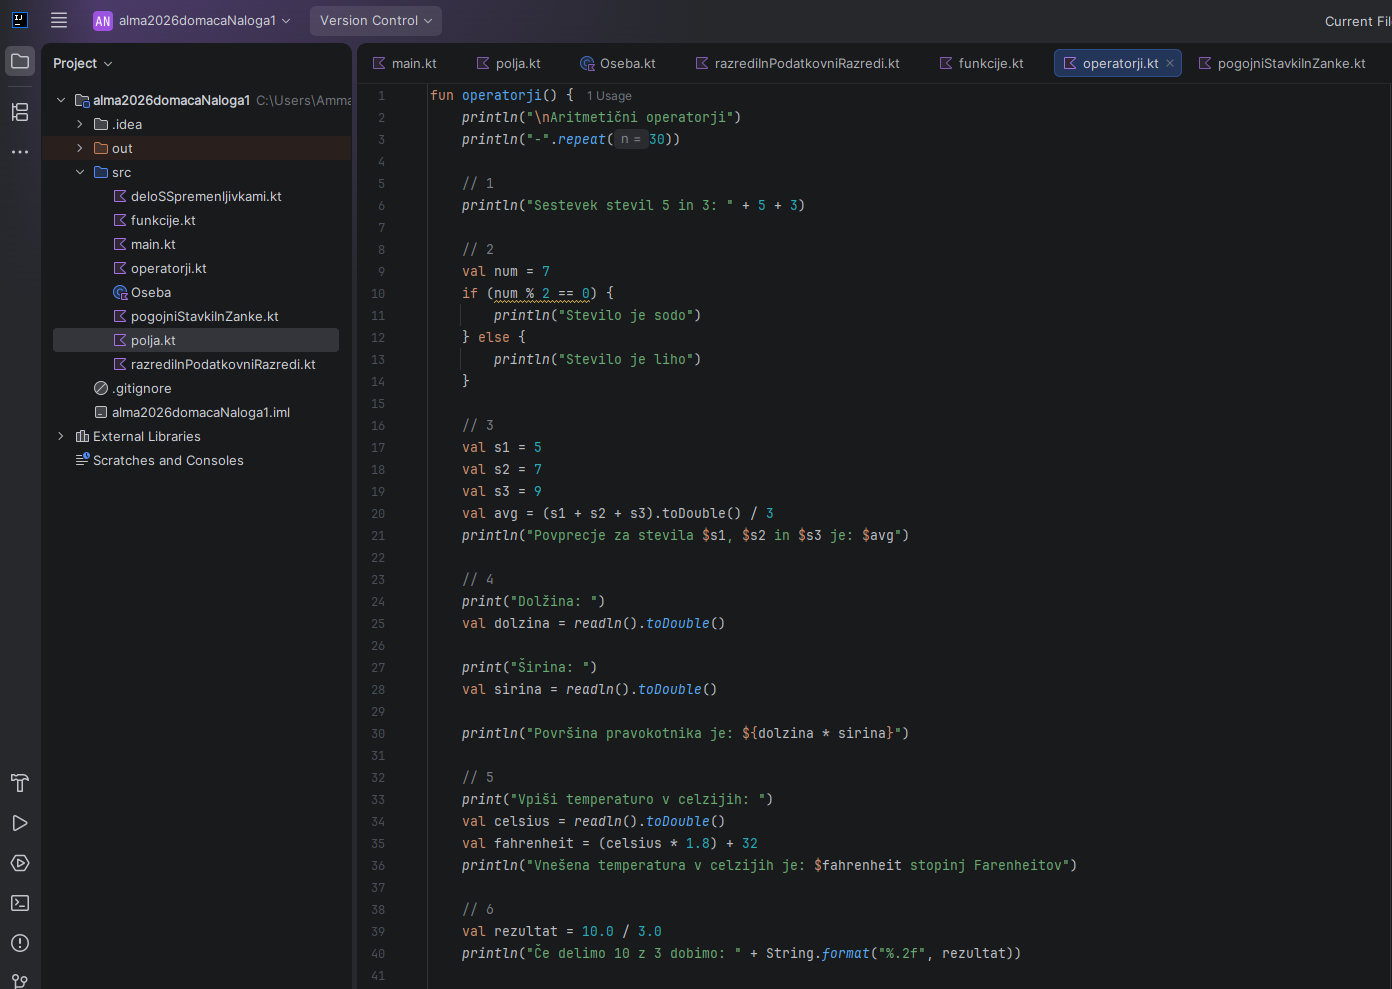 AN alma2026domacaNaloga1 Version Control Current Fil
Project
alma2026domacaNaloga1 C:\Users\Amma
.idea
out
src
deloSSpremenljivkami.kt
funkcije.kt
main.kt
operatorji.kt
Oseba
pogojniStavkiInZanke.kt
polja.kt
razrediInPodatkovniRazredi.kt
.gitignore
alma2026domacaNaloga1.iml
External Libraries
Scratches and Consoles
main.kt polja.kt Oseba.kt razrediInPodatkovniRazredi.kt funkcije.kt operatorji.kt pogojniStavkiInZanke.kt
1 fun operatorji() { 1 Usage
2 println("\nAritmetični operatorji")
3 println("-".repeat( n = 30))
4
5 // 1
6 println("Sestevek stevil 5 in 3: " + 5 + 3)
7
8 // 2
9 val num = 7
10 if (num % 2 == 0) {
11 println("Stevilo je sodo")
12 } else {
13 println("Stevilo je liho")
14 }
15
16 // 3
17 val s1 = 5
18 val s2 = 7
19 val s3 = 9
20 val avg = (s1 + s2 + s3).toDouble() / 3
21 println("Povprecje za stevila $s1, $s2 in $s3 je: $avg")
22
23 // 4
24 print("Dolžina: ")
25 val dolzina = readln().toDouble()
26
27 print("Širina: ")
28 val sirina = readln().toDouble()
29
30 println("Površina pravokotnika je: ${dolzina * sirina}")
31
32 // 5
33 print("Vpiši temperaturo v celzijih: ")
34 val celsius = readln().toDouble()
35 val fahrenheit = (celsius * 1.8) + 32
36 println("Vnešena temperatura v celzijih je: $fahrenheit stopinj Farenheitov")
37
38 // 6
39 val rezultat = 10.0 / 3.0
40 println("Če delimo 10 z 3 dobimo: " + String.format("%.2f", rezultat))
41